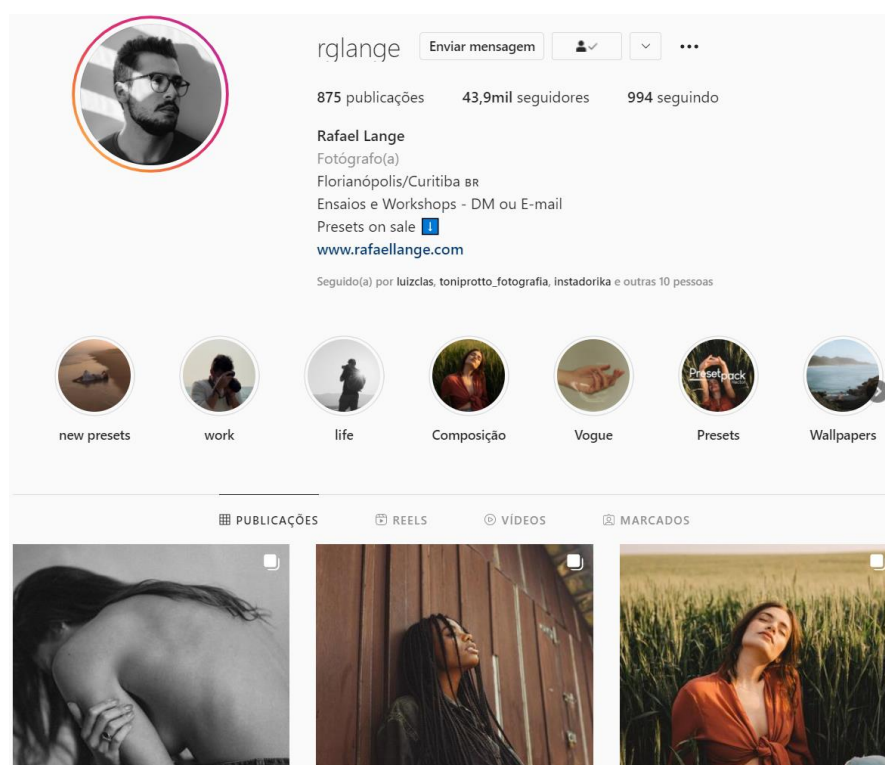 rglange Enviar mensagem
875 publicações 43,9mil seguidores 994 seguindo
Rafael Lange
Fotógrafo(a)
Florianópolis/Curitiba BR
Ensaios e Workshops - DM ou E-mail
Presets on sale ⬇️
www.rafaellange.com
Seguido(a) por luizclas, toniprotto_fotografia, instadorika e outras 10 pessoas
Presetpack
new presets work life Composição Vogue Presets Wallpapers
PUBLICAÇÕES REELS VÍDEOS MARCADOS